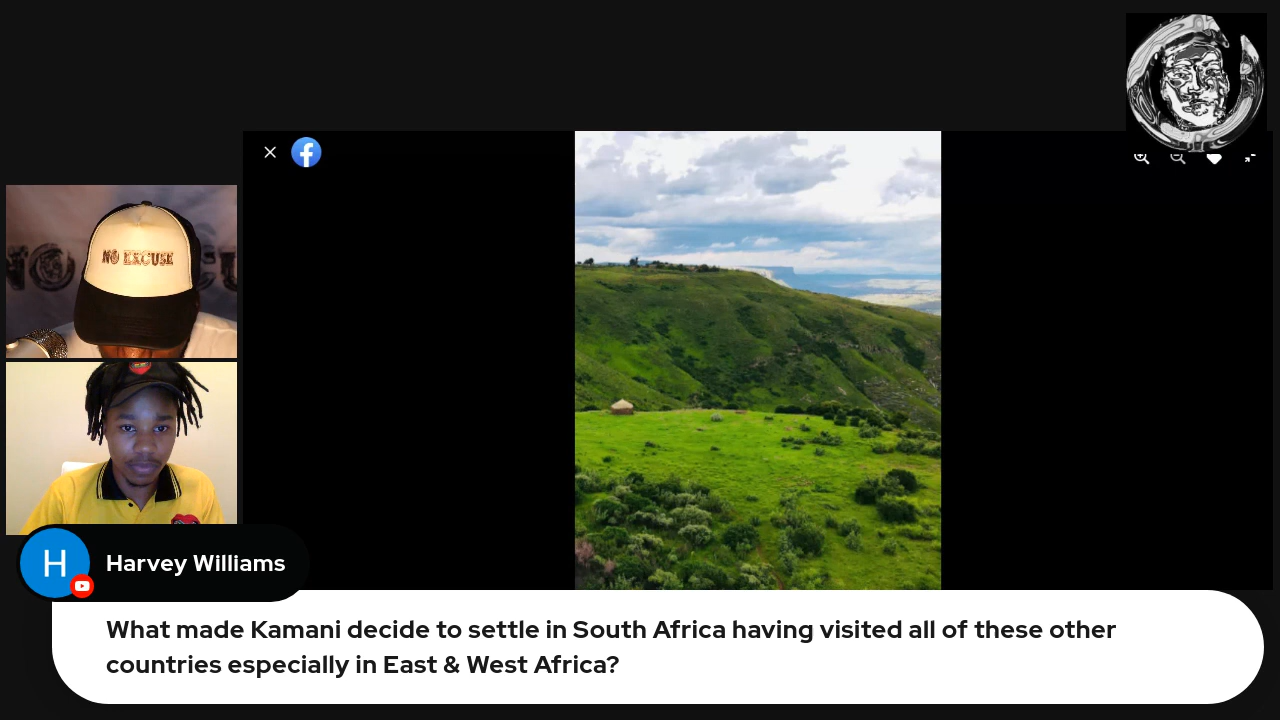 NO EXCUSE
H
Harvey Williams
What made Kamani decide to settle in South Africa having visited all of these other
countries especially in East & West Africa?